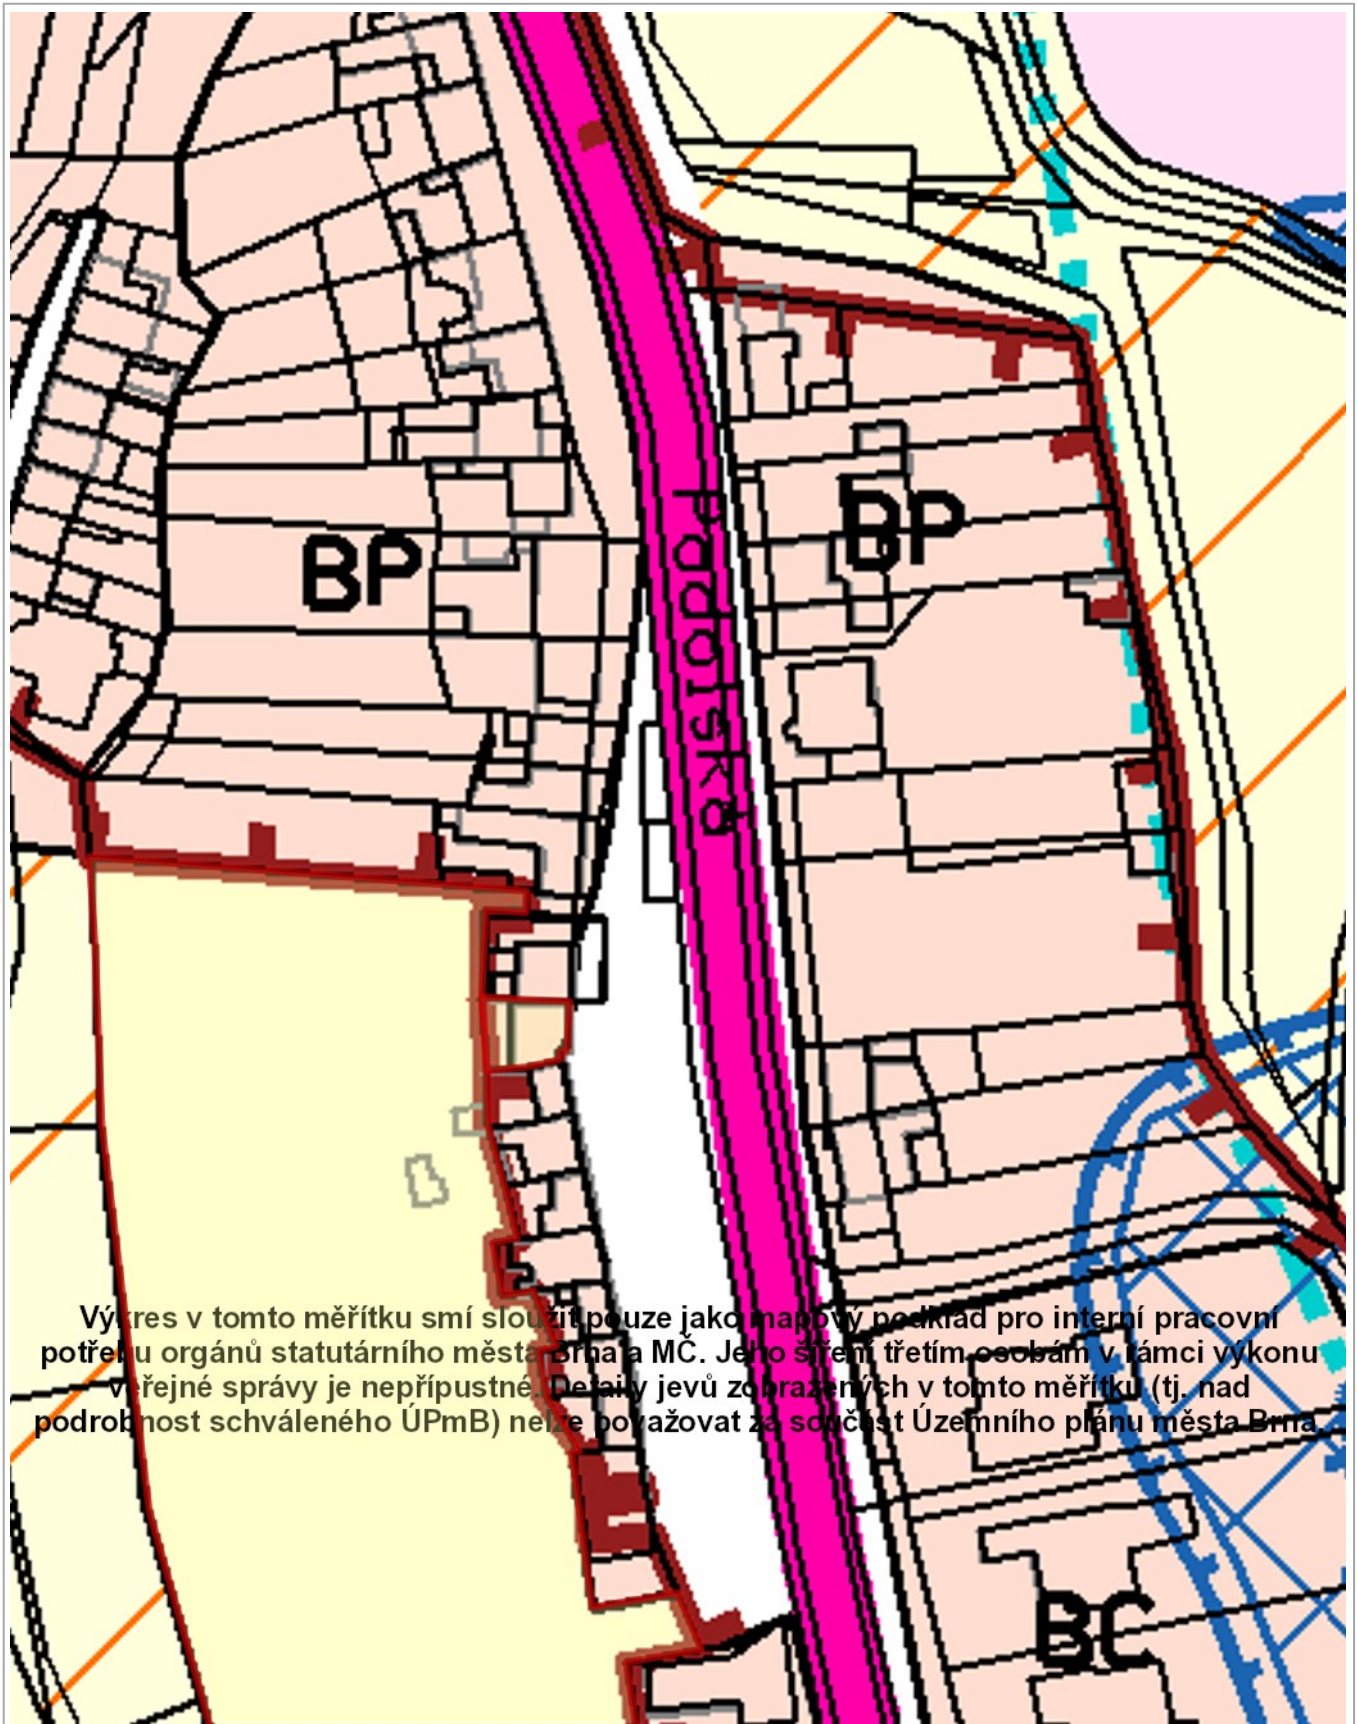 BP
BP
Podolská
Výkres v tomto měřítku smí sloužit pouze jako mapový podklad pro interní pracovní
potřebu orgánů statutárního města Brna a MČ. Jeho šíření třetím osobám v rámci výkonu
veřejné správy je nepřípustné. Detaily jevů zobrazených v tomto měřítku (tj. nad
podrobnost schváleného ÚPmB) nelze považovat za součást Územního plánu města Brna.
BC